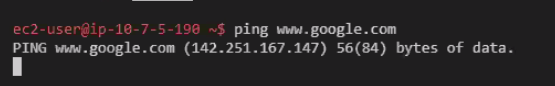 ec2-user@ip-10-7-5-190 ~$ ping www.google.com
PING www.google.com (142.251.167.147) 56(84) bytes of data.